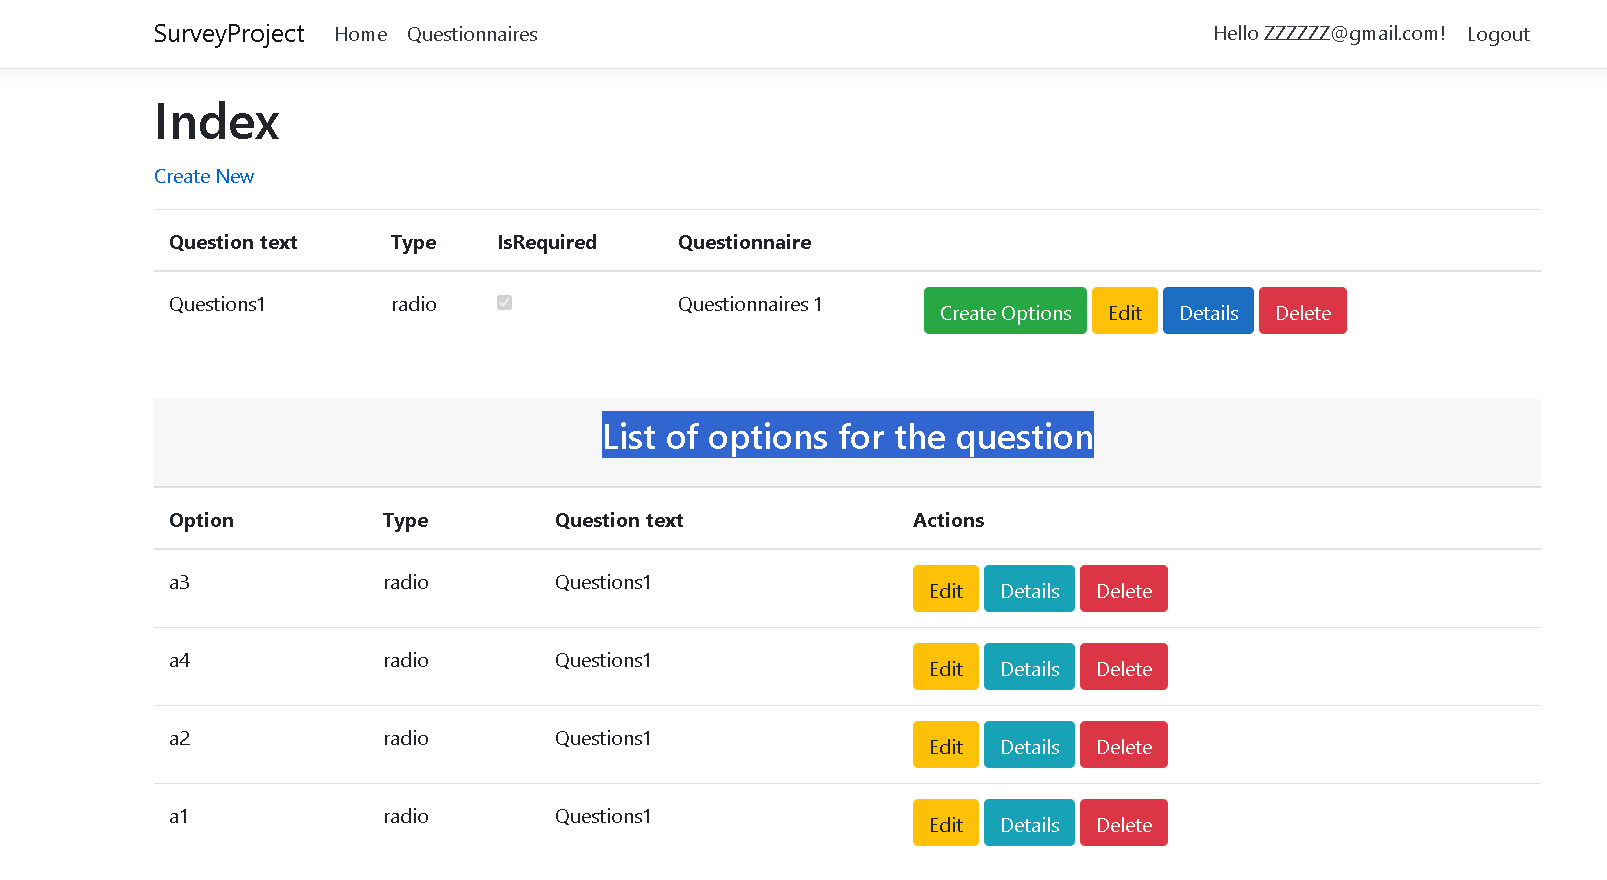 SurveyProject Home Questionnaires Hello ZZZZZZ@gmail.com! Logout
Index
Create New
Question text Type IsRequired Questionnaire
Questions1 radio Questionnaires 1 Create Options Edit Details Delete
List of options for the question
Option Type Question text Actions
a3 radio Questions1 Edit Details Delete
a4 radio Questions1 Edit Details Delete
a2 radio Questions1 Edit Details Delete
a1 radio Questions1 Edit Details Delete